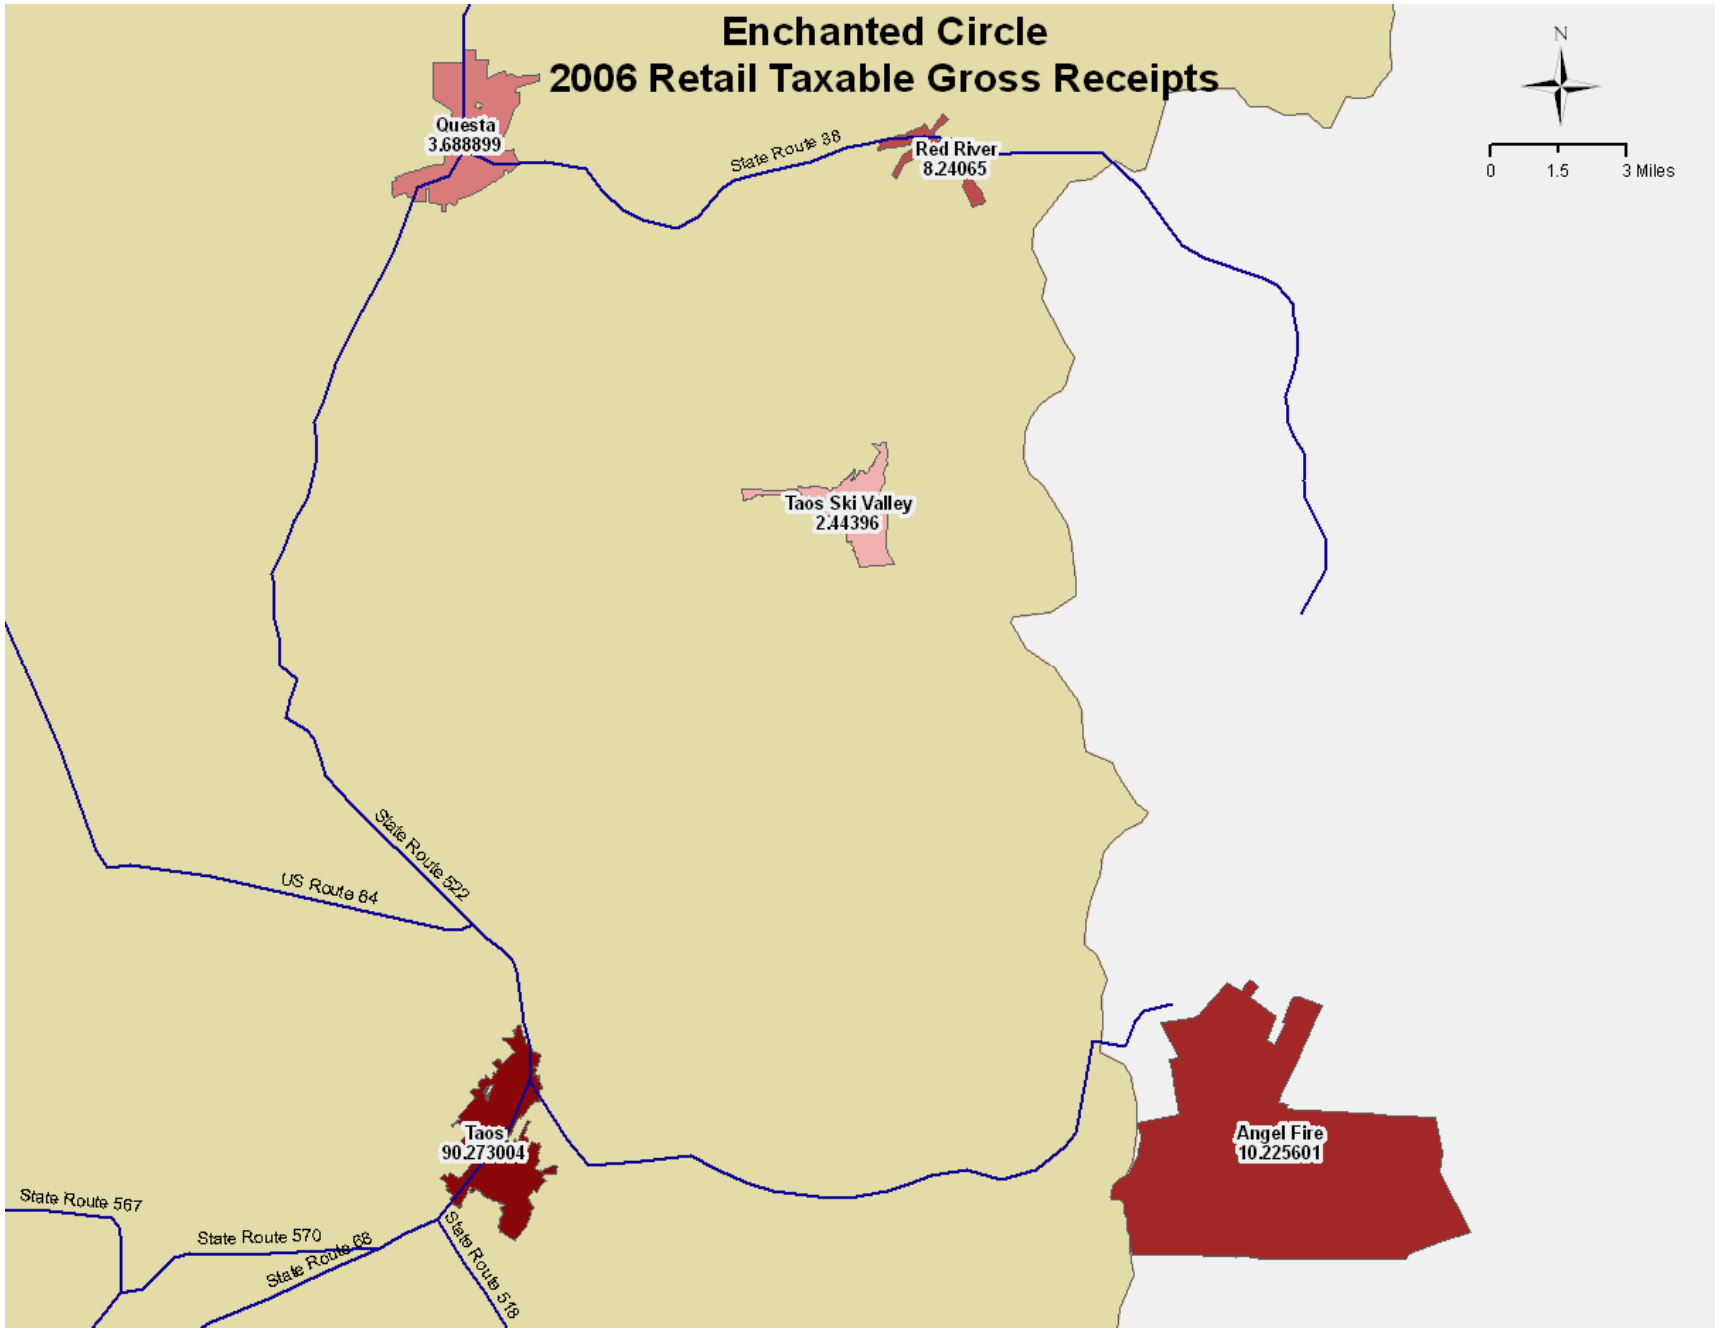 Enchanted Circle
2006 Retail Taxable Gross Receipts
N
0 1.5 3 Miles
Questa
3.688899
State Route 38
Red River
8.24065
Taos Ski Valley
2.44396
State Route 522
US Route 64
Taos
90.273004
Angel Fire
10.225601
State Route 567
State Route 570
State Route 68
State Route 518